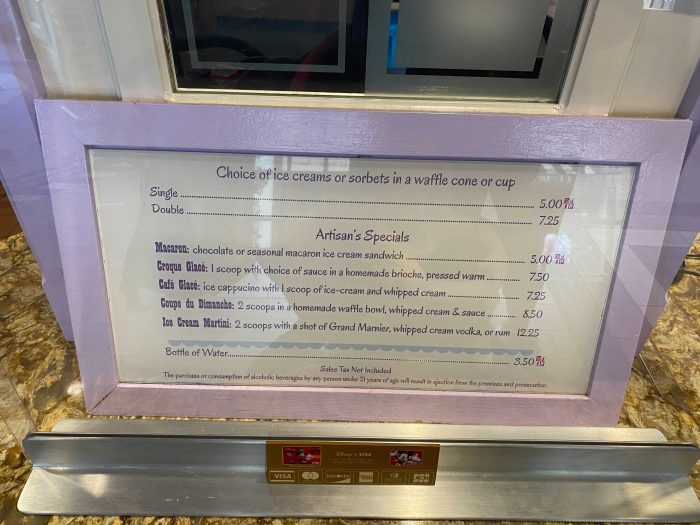 Choice of ice creams or sorbets in a waffle cone or cup
Single 5.00
Double 7.25
Artisan's Specials
Macaron: chocolate or seasonal macaron ice cream sandwich 5.00
Croque Glacé: 1 scoop with choice of sauce in a homemade brioche, pressed warm 7.50
Café Glacé: ice cappucino with 1 scoop of ice-cream and whipped cream 7.25
Coupe du Dimanche: 2 scoops in a homemade waffle bowl, whipped cream & sauce 8.50
Ice Cream Martini: 2 scoops with a shot of Grand Marnier, whipped cream vodka, or rum 12.25
Bottle of Water 3.50
Sales Tax Not Included
The purchase or consumption of alcoholic beverages by any person under 21 years of age will result in ejection from the premises and prosecution
Disney VISA
VISA DISCOVER JCB